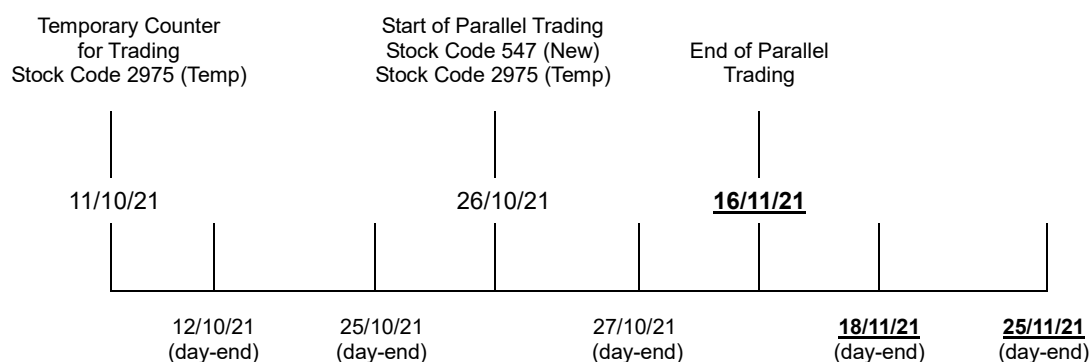 Temporary Counter
for Trading
Stock Code 2975 (Temp)
Start of Parallel Trading
Stock Code 547 (New)
Stock Code 2975 (Temp)
End of Parallel
Trading
11/10/21
26/10/21
16/11/21
12/10/21
(day-end)
25/10/21
(day-end)
27/10/21
(day-end)
18/11/21
(day-end)
25/11/21
(day-end)